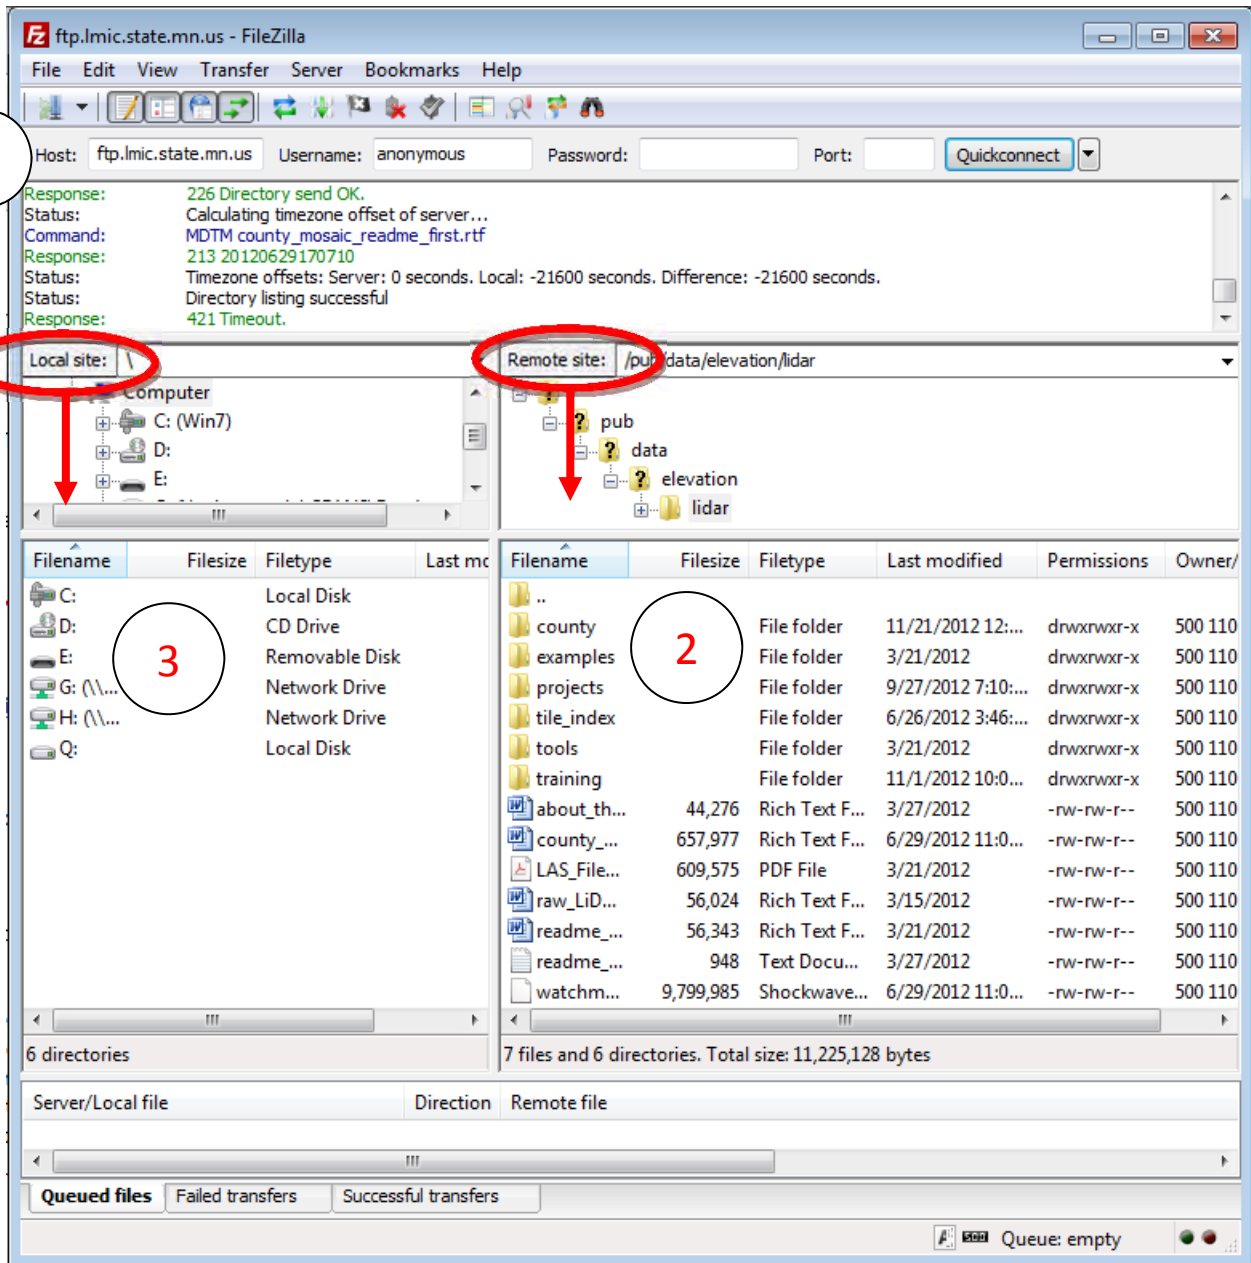 ftp.lmic.state.mn.us - FileZilla
File Edit View Transfer Server Bookmarks Help
Host: ftp.lmic.state.mn.us Username: anonymous Password: Port: Quickconnect
Response: 226 Directory send OK.
Status: Calculating timezone offset of server...
Command: MDTM county_mosaic_readme_first.rtf
Response: 213 20120629170710
Status: Timezone offsets: Server: 0 seconds. Local: -21600 seconds. Difference: -21600 seconds.
Status: Directory listing successful
Response: 421 Timeout.
Local site: \
Computer
C: (Win7)
D:
E:
Remote site: /pub/data/elevation/lidar
pub
data
elevation
lidar
Filename Filesize Filetype Last mo
C: Local Disk
D: CD Drive
E: Removable Disk
G: (\\... Network Drive
H: (\\... Network Drive
Q: Local Disk
3
6 directories
Filename Filesize Filetype Last modified Permissions Owner/
..
county File folder 11/21/2012 12:... drwxrwxr-x 500 110
examples File folder 3/21/2012 drwxrwxr-x 500 110
projects File folder 9/27/2012 7:10:... drwxrwxr-x 500 110
tile_index File folder 6/26/2012 3:46:... drwxrwxr-x 500 110
tools File folder 3/21/2012 drwxrwxr-x 500 110
training File folder 11/1/2012 10:0... drwxrwxr-x 500 110
about_th... 44,276 Rich Text F... 3/27/2012 -rw-rw-r-- 500 110
county_... 657,977 Rich Text F... 6/29/2012 11:0... -rw-rw-r-- 500 110
LAS_File... 609,575 PDF File 3/21/2012 -rw-rw-r-- 500 110
raw_LiD... 56,024 Rich Text F... 3/15/2012 -rw-rw-r-- 500 110
readme_... 56,343 Rich Text F... 3/21/2012 -rw-rw-r-- 500 110
readme_... 948 Text Docu... 3/27/2012 -rw-rw-r-- 500 110
watchm... 9,799,985 Shockwave... 6/29/2012 11:0... -rw-rw-r-- 500 110
2
7 files and 6 directories. Total size: 11,225,128 bytes
Server/Local file Direction Remote file
Queued files Failed transfers Successful transfers
Queue: empty